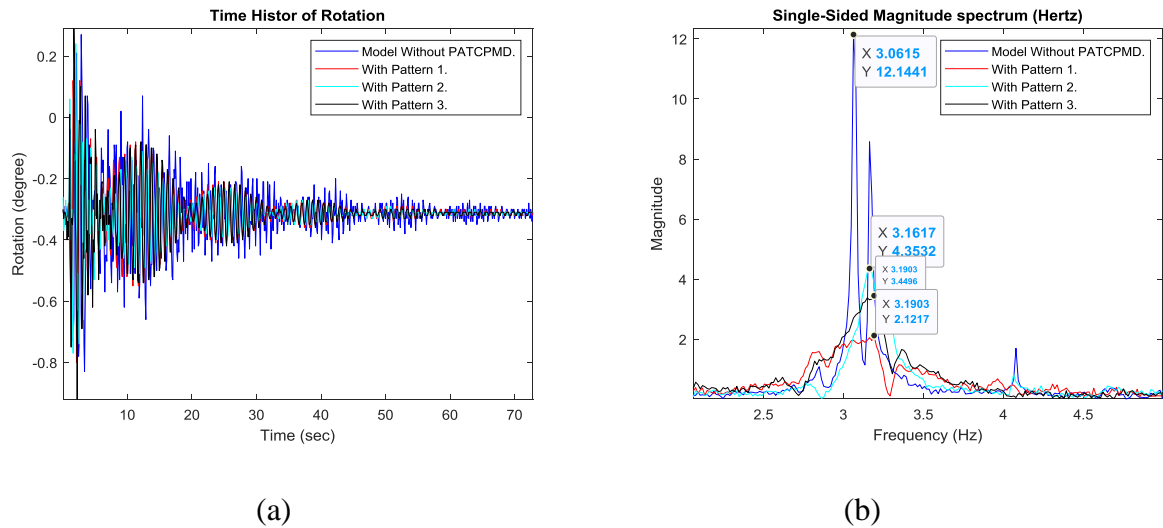 Time Histor of Rotation
Model Without PATCPMD.
With Pattern 1.
With Pattern 2.
With Pattern 3.
0.2
0
-0.2
-0.4
-0.6
-0.8
Rotation (degree)
10 20 30 40 50 60 70
Time (sec)
(a)
Single-Sided Magnitude spectrum (Hertz)
X 3.0615
Y 12.1441
Model Without PATCPMD.
With Pattern 1.
With Pattern 2.
With Pattern 3.
X 3.1617
Y 4.3532
X 3.1903
Y 3.4496
X 3.1903
Y 2.1217
12
10
8
6
4
2
Magnitude
2.5 3 3.5 4 4.5
Frequency (Hz)
(b)